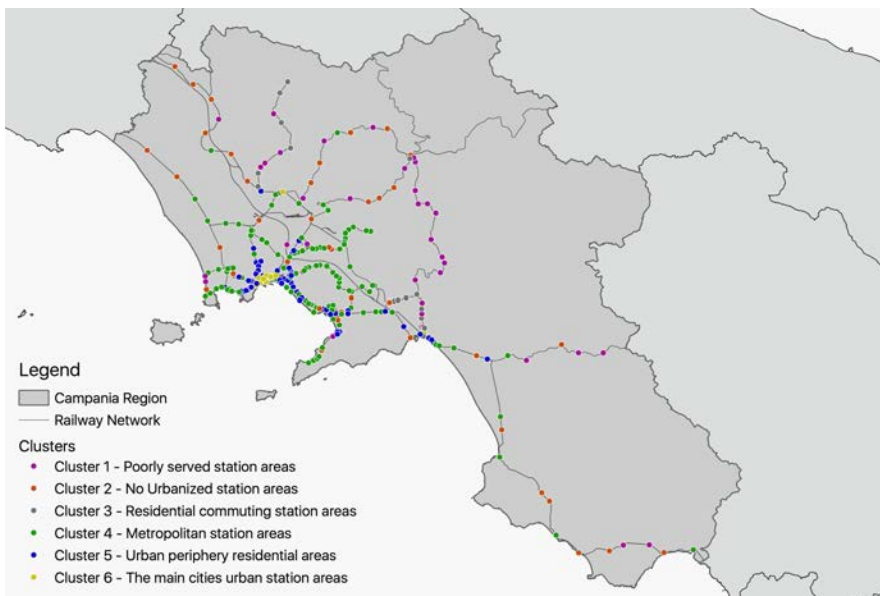 Legend
Campania Region
Railway Network
Clusters
Cluster 1 - Poorly served station areas
Cluster 2 - No Urbanized station areas
Cluster 3 - Residential commuting station areas
Cluster 4 - Metropolitan station areas
Cluster 5 - Urban periphery residential areas
Cluster 6 - The main cities urban station areas